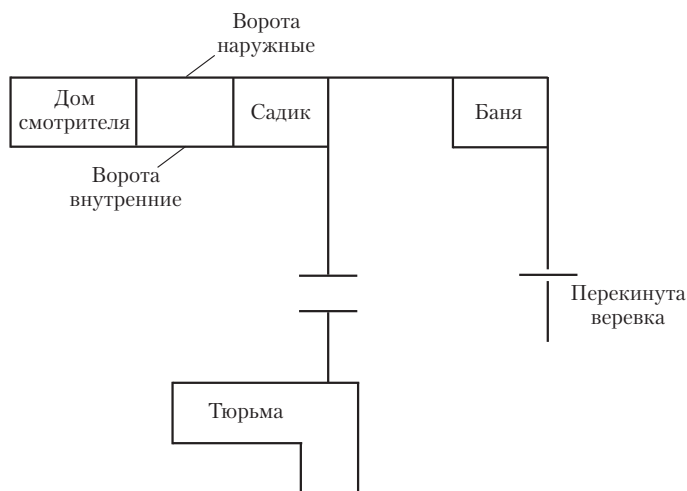 Ворота
наружные
Дом
смотрителя
Садик
Баня
Ворота
внутренние
Перекинута
веревка
Тюрьма